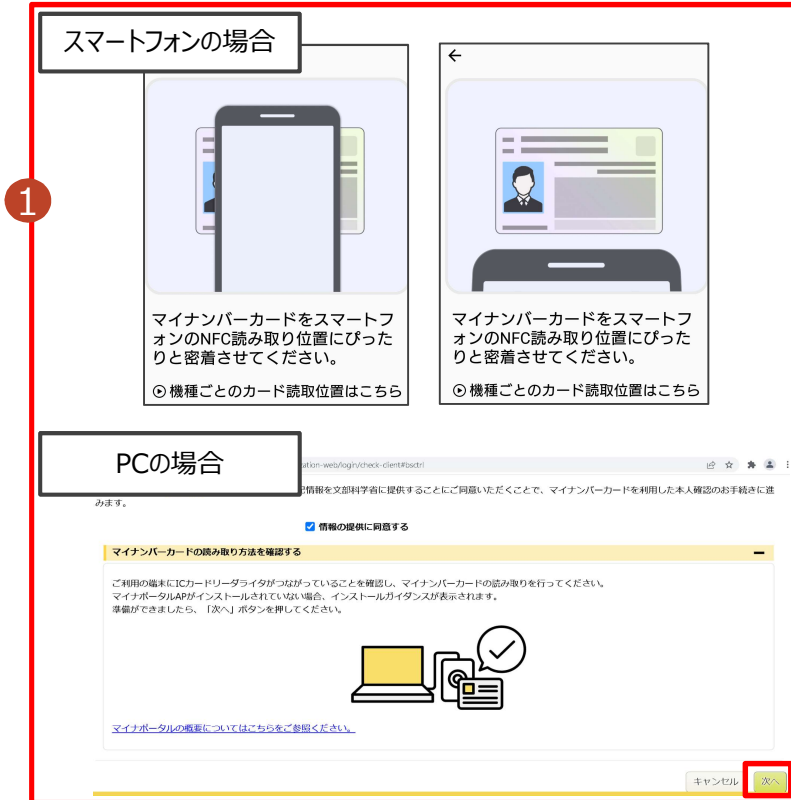 スマートフォンの場合
1
マイナンバーカードをスマートフ
ォンのNFC読み取り位置にぴった
りと密着させてください。
機種ごとのカード読取位置はこちら
マイナンバーカードをスマートフ
ォンのNFC読み取り位置にぴった
りと密着させてください。
機種ごとのカード読取位置はこちら
PCの場合
ation-web/login/check-client#bsctrl
情報を文部科学省に提供することにご同意いただくことで、マイナンバーカードを利用した本人確認のお手続きに進
みます。
情報の提供に同意する
マイナンバーカードの読み取り方法を確認する
ご利用の端末にICカードリーダライタがつながっていることを確認し、マイナンバーカードの読み取りを行ってください。
マイナポータルAPがインストールされていない場合、インストールガイダンスが表示されます。
準備ができましたら、「次へ」ボタンを押してください。
マイナポータルの概要についてはこちらをご参照ください。
キャンセル
次へ